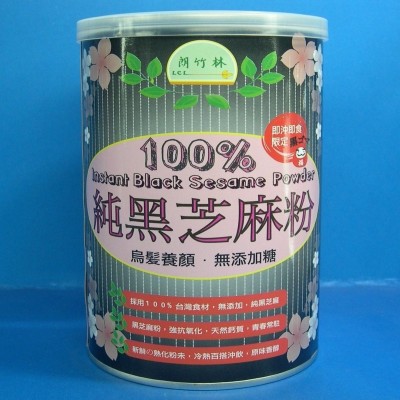 閒竹林
L.C.L.
即沖即食
限定
100%
Instant Black Sesame Powder
純黑芝麻粉
烏髮養顏・無添加糖
採用100%台灣食材・無添加・純黑芝麻
黑芝麻粉・強抗氧化・天然鈣質・青春常駐
新鮮の熟化粉末・冷熱百搭沖飲・原味香醇